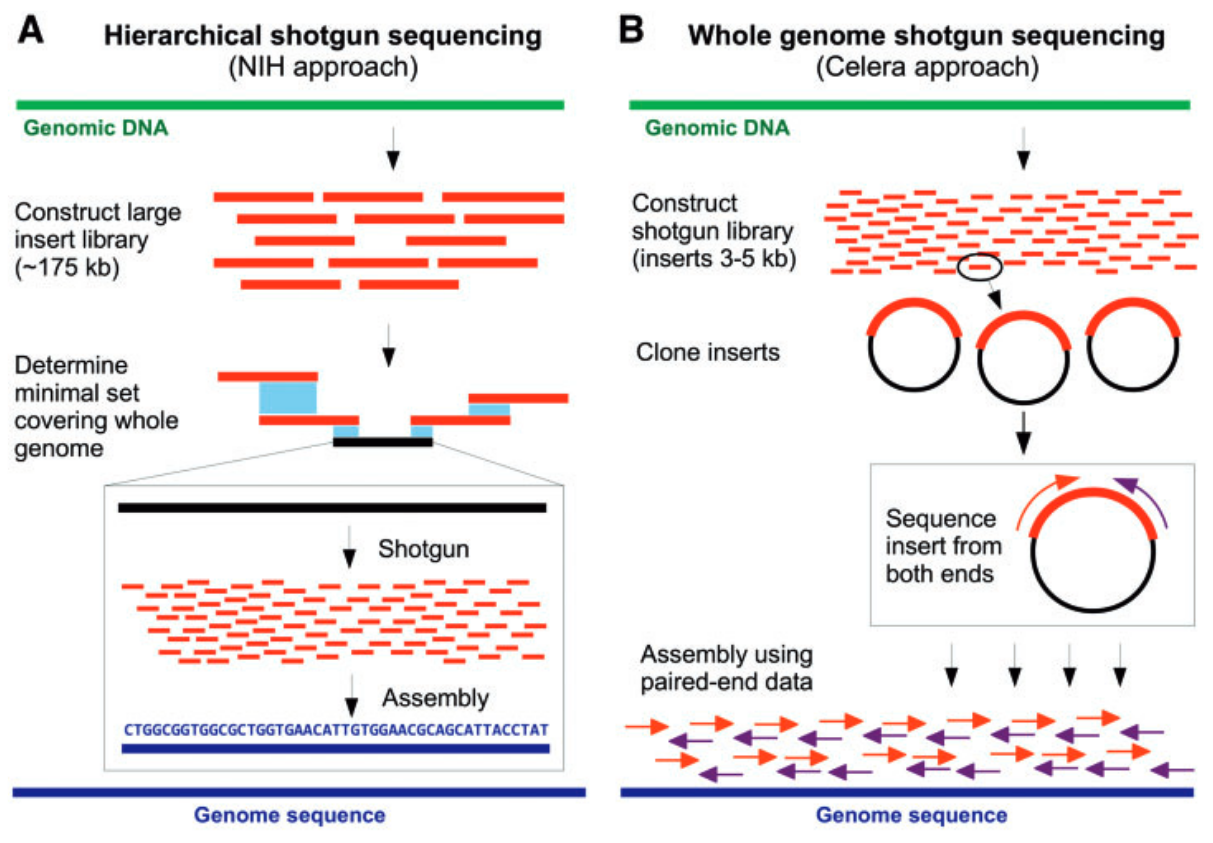 A
Hierarchical shotgun sequencing
(NIH approach)
Genomic DNA
Construct large
insert library
(~175 kb)
Determine
minimal set
covering whole
genome
Shotgun
Assembly
CTGGCGGTGGCGCTGGTGAACATTGTGGAACGCAGCATTACCTAT
Genome sequence
B
Whole genome shotgun sequencing
(Celera approach)
Genomic DNA
Construct
shotgun library
(inserts 3-5 kb)
Clone inserts
Sequence
insert from
both ends
Assembly using
paired-end data
Genome sequence